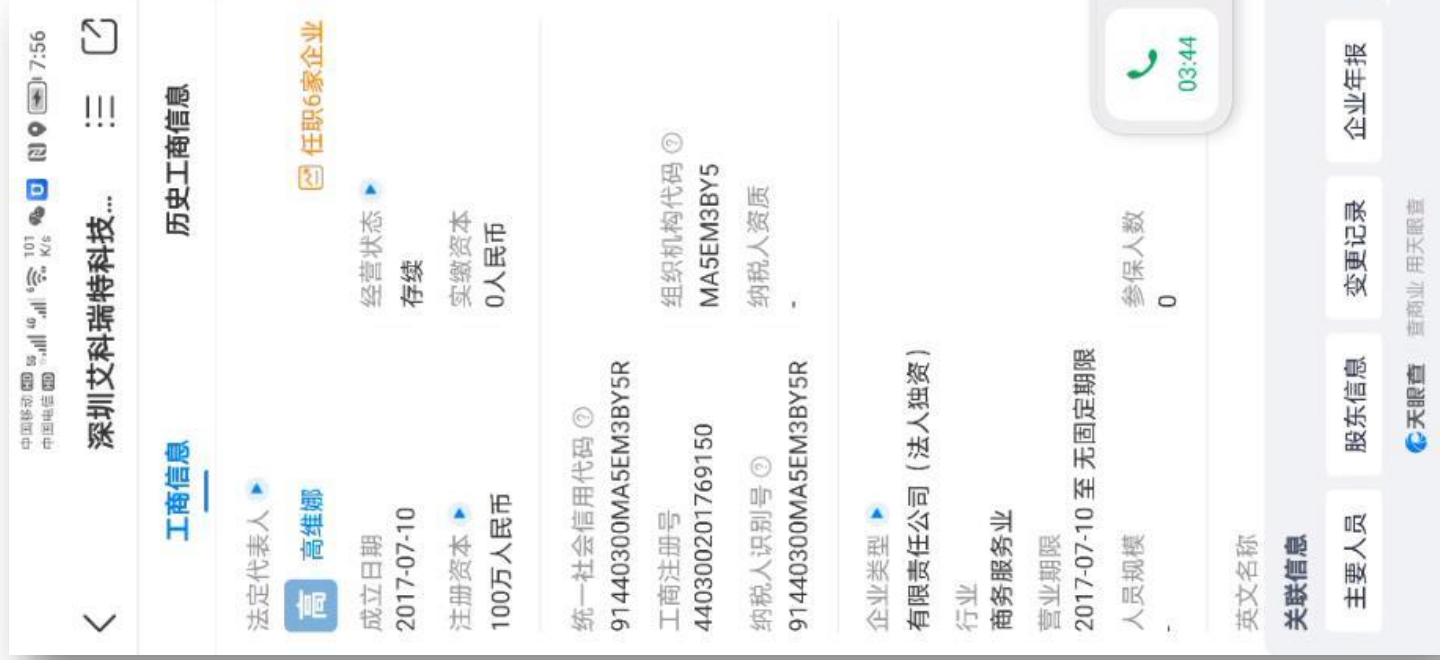 中国移动 HD 5G 4G 6 101 K/s N 7:56
中国电信 HD
深圳艾科瑞特科技...
工商信息 历史工商信息
法定代表人
高 高维娜 任职6家企业
成立日期 经营状态
2017-07-10 存续
注册资本 实缴资本
100万人民币 0人民币
统一社会信用代码
91440300MA5EM3BY5R
工商注册号 组织机构代码
440300201769150 MA5EM3BY5
纳税人识别号 纳税人资质
91440300MA5EM3BY5R -
企业类型
有限责任公司（法人独资）
行业
商务服务业
营业期限
2017-07-10 至 无固定期限
03:44
人员规模 参保人数
- 0
英文名称
关联信息
主要人员 股东信息 变更记录 企业年报
天眼查 查商业 用天眼查